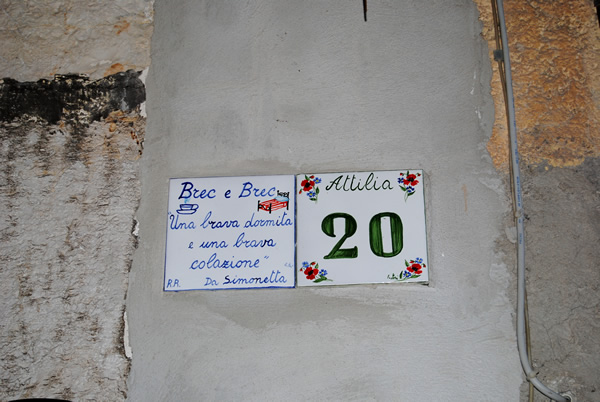 Brec e Brec
"Una brava dormita
e una brava
colazione"
R.R. Da Simonetta
Attilia
20